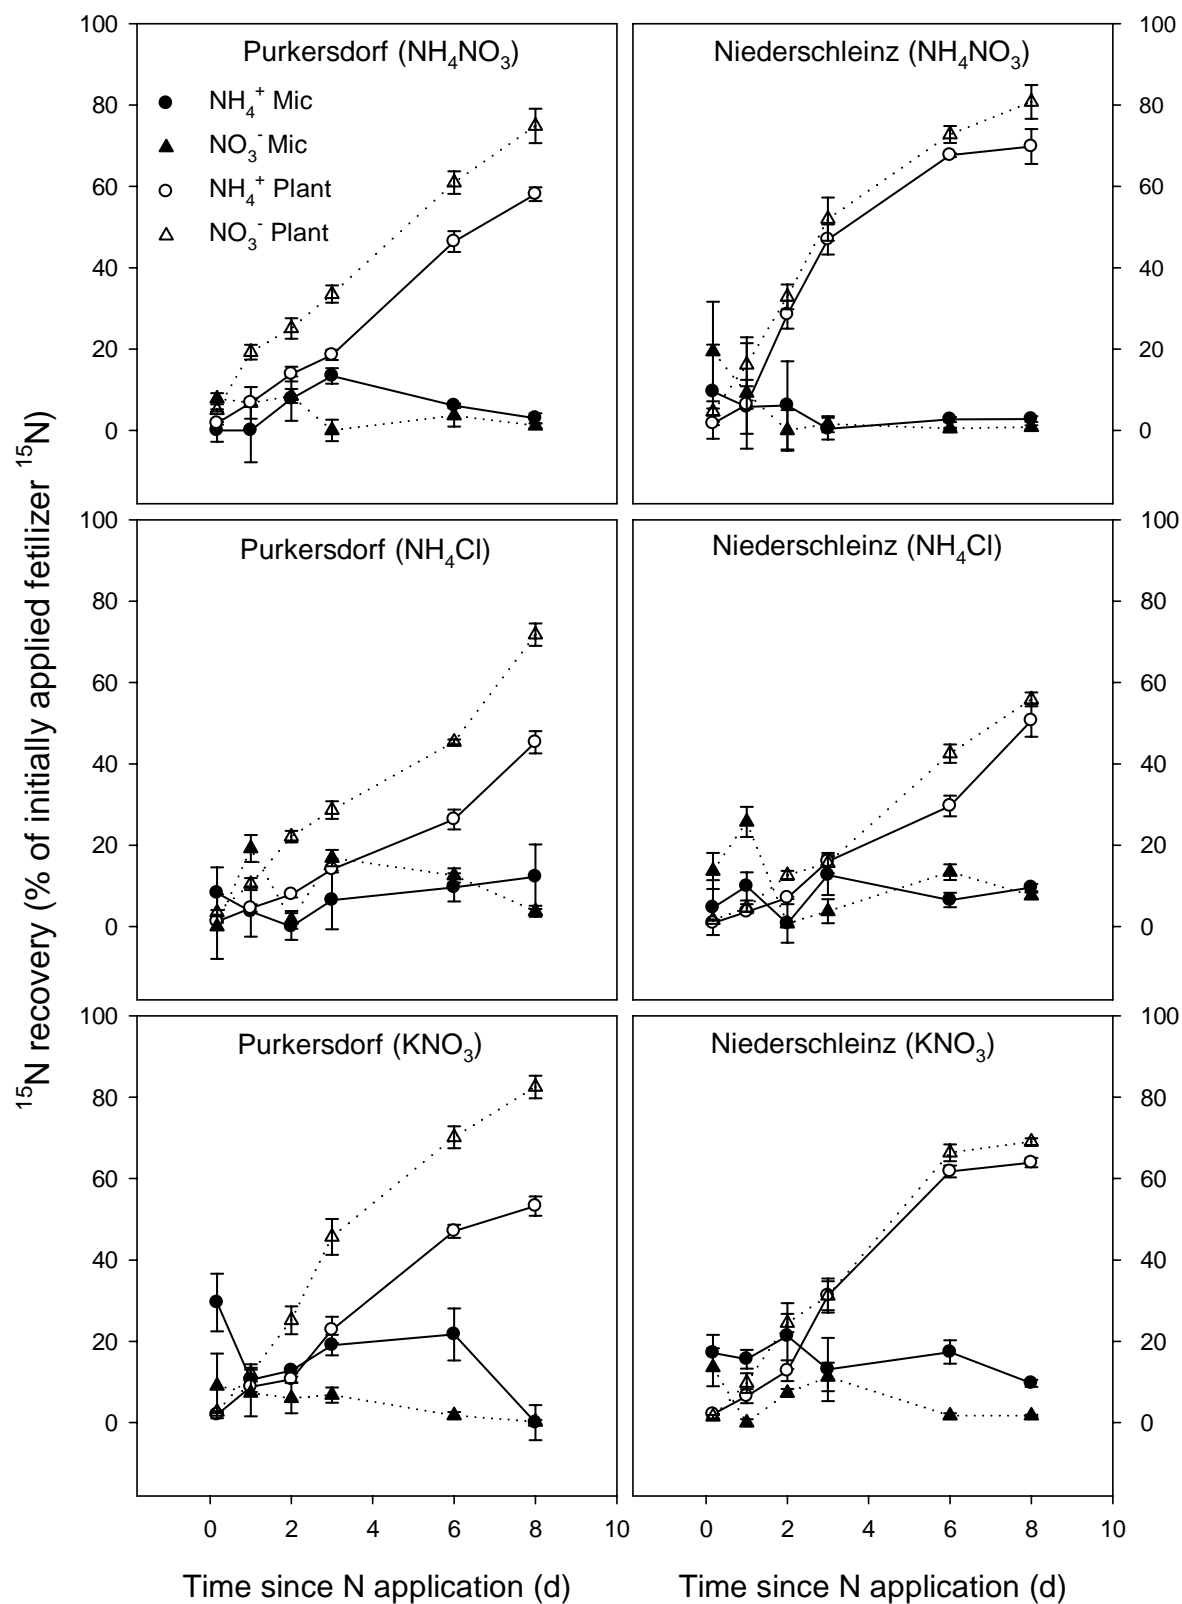 ¹⁵N recovery (% of initially applied fetilizer ¹⁵N)
Purkersdorf (NH₄NO₃)
NH₄⁺ Mic
NO₃⁻ Mic
NH₄⁺ Plant
NO₃⁻ Plant
100
80
60
40
20
0
Niederschleinz (NH₄NO₃)
100
80
60
40
20
0
Purkersdorf (NH₄Cl)
100
80
60
40
20
0
Niederschleinz (NH₄Cl)
100
80
60
40
20
0
Purkersdorf (KNO₃)
100
80
60
40
20
0
Niederschleinz (KNO₃)
100
80
60
40
20
0
0 2 4 6 8 10
0 2 4 6 8 10
Time since N application (d)
Time since N application (d)